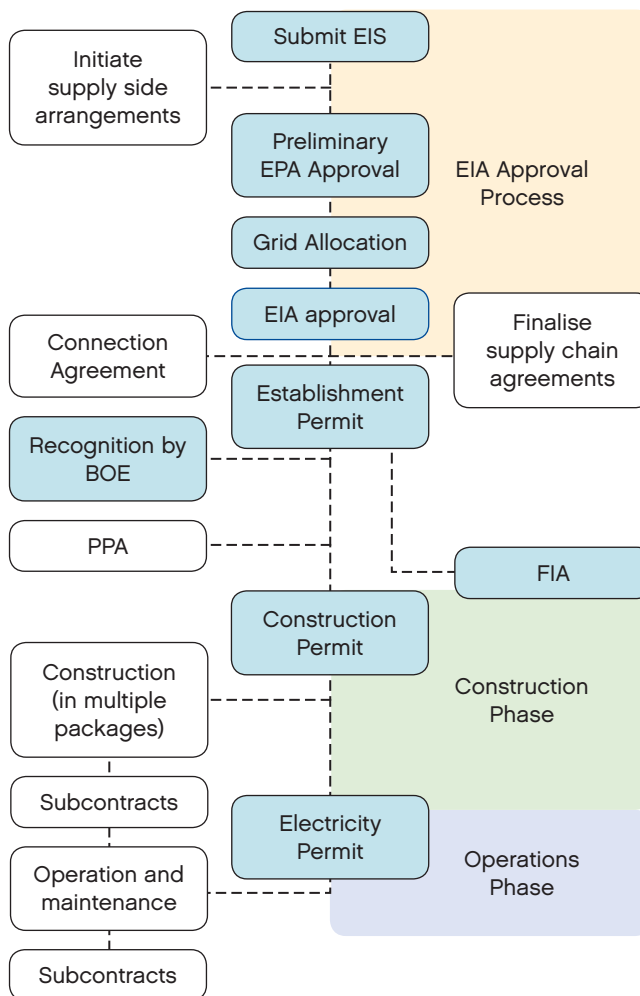 Submit EIS
Initiate
supply side
arrangements
Preliminary
EPA Approval
EIA Approval
Process
Grid Allocation
EIA approval
Connection
Agreement
Finalise
supply chain
agreements
Establishment
Permit
Recognition by
BOE
PPA
FIA
Construction
Permit
Construction
(in multiple
packages)
Construction
Phase
Subcontracts
Electricity
Permit
Operation and
maintenance
Operations
Phase
Subcontracts